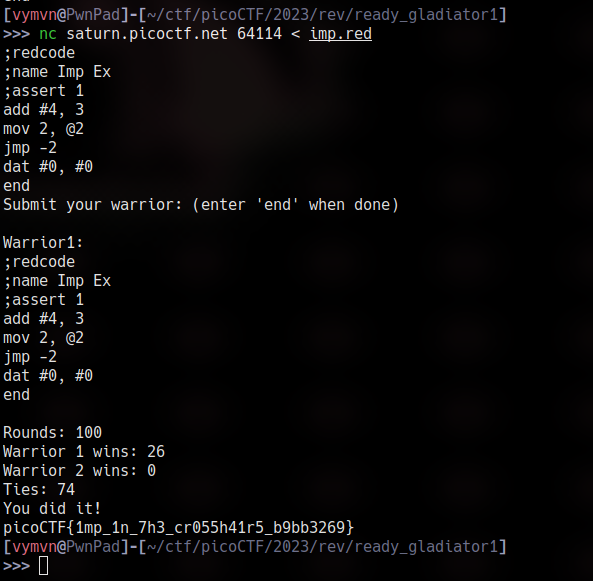 end
[vymvn@PwnPad]-[~/ctf/picoCTF/2023/rev/ready_gladiator1]
>>> nc saturn.picoctf.net 64114 < imp.red
;redcode
;name Imp Ex
;assert 1
add #4, 3
mov 2, @2
jmp -2
dat #0, #0
end
Submit your warrior: (enter 'end' when done)

Warrior1:
;redcode
;name Imp Ex
;assert 1
add #4, 3
mov 2, @2
jmp -2
dat #0, #0
end

Rounds: 100
Warrior 1 wins: 26
Warrior 2 wins: 0
Ties: 74
You did it!
picoCTF{1mp_1n_7h3_cr055h41r5_b9bb3269}
[vymvn@PwnPad]-[~/ctf/picoCTF/2023/rev/ready_gladiator1]
>>>